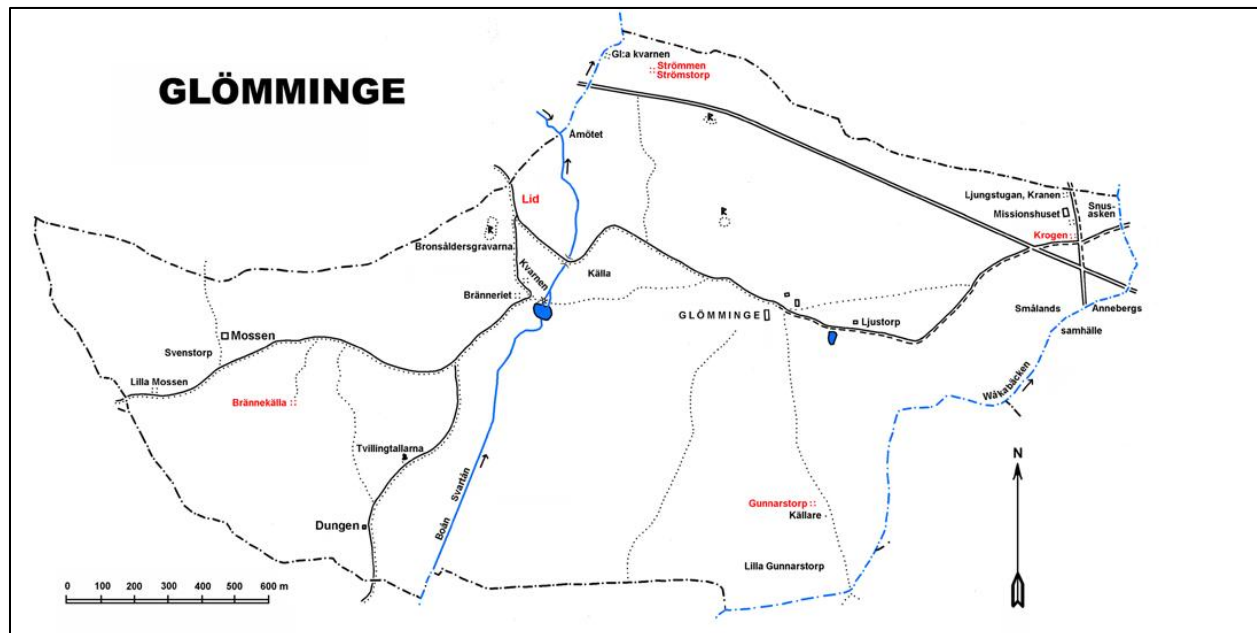 GLÖMMINGE
Gl:a kvarnen
Strömmen
Strömstorp
R
Åmötet
Lid
Ljungstugan, Kranen
Missionshuset
Snus-
asken
Krogen
R
R
Bronsåldersgravarna
Kvarnen
Källa
Bränneriet
GLÖMMINGE
Ljustorp
Smålands
Annebergs
samhälle
Mossen
Svenstorp
Lilla Mossen
Brännekälla
Wåkabäcken
Tvillingtallarna
Svartån
Boån
N
Gunnarstorp
Källare
Dungen
Lilla Gunnarstorp
0 100 200 300 400 500 600 m